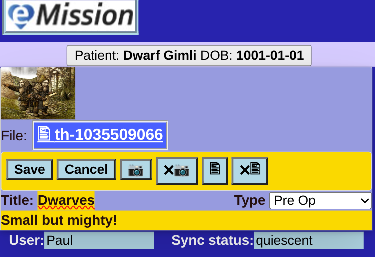 eMission
Patient: Dwarf Gimli DOB: 1001-01-01
File: th-1035509066
Save Cancel
Title: Dwarves Type Pre Op
Small but mighty!
User: Paul Sync status: quiescent